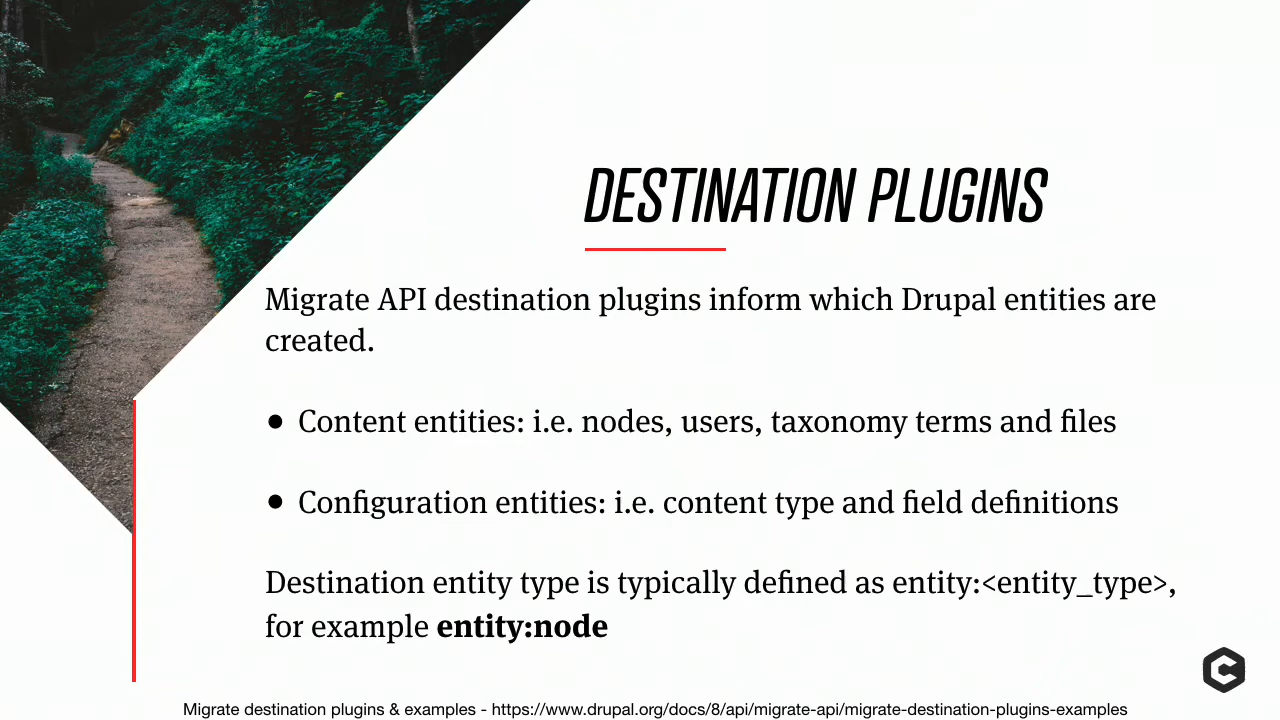 DESTINATION PLUGINS
Migrate API destination plugins inform which Drupal entities are
created.
● Content entities: i.e. nodes, users, taxonomy terms and files
● Configuration entities: i.e. content type and field definitions
Destination entity type is typically defined as entity:<entity_type>,
for example entity:node
Migrate destination plugins & examples - https://www.drupal.org/docs/8/api/migrate-api/migrate-destination-plugins-examples